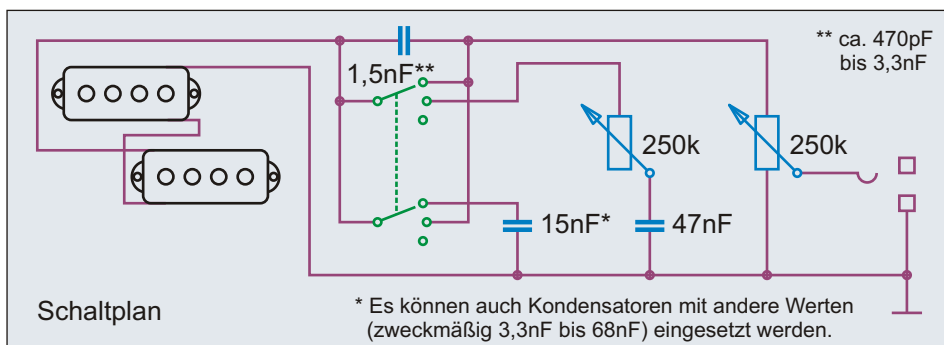 ** ca. 470pF
bis 3,3nF
1,5nF**
250k
250k
15nF*
47nF
Schaltplan
* Es können auch Kondensatoren mit andere Werten
(zweckmäßig 3,3nF bis 68nF) eingesetzt werden.